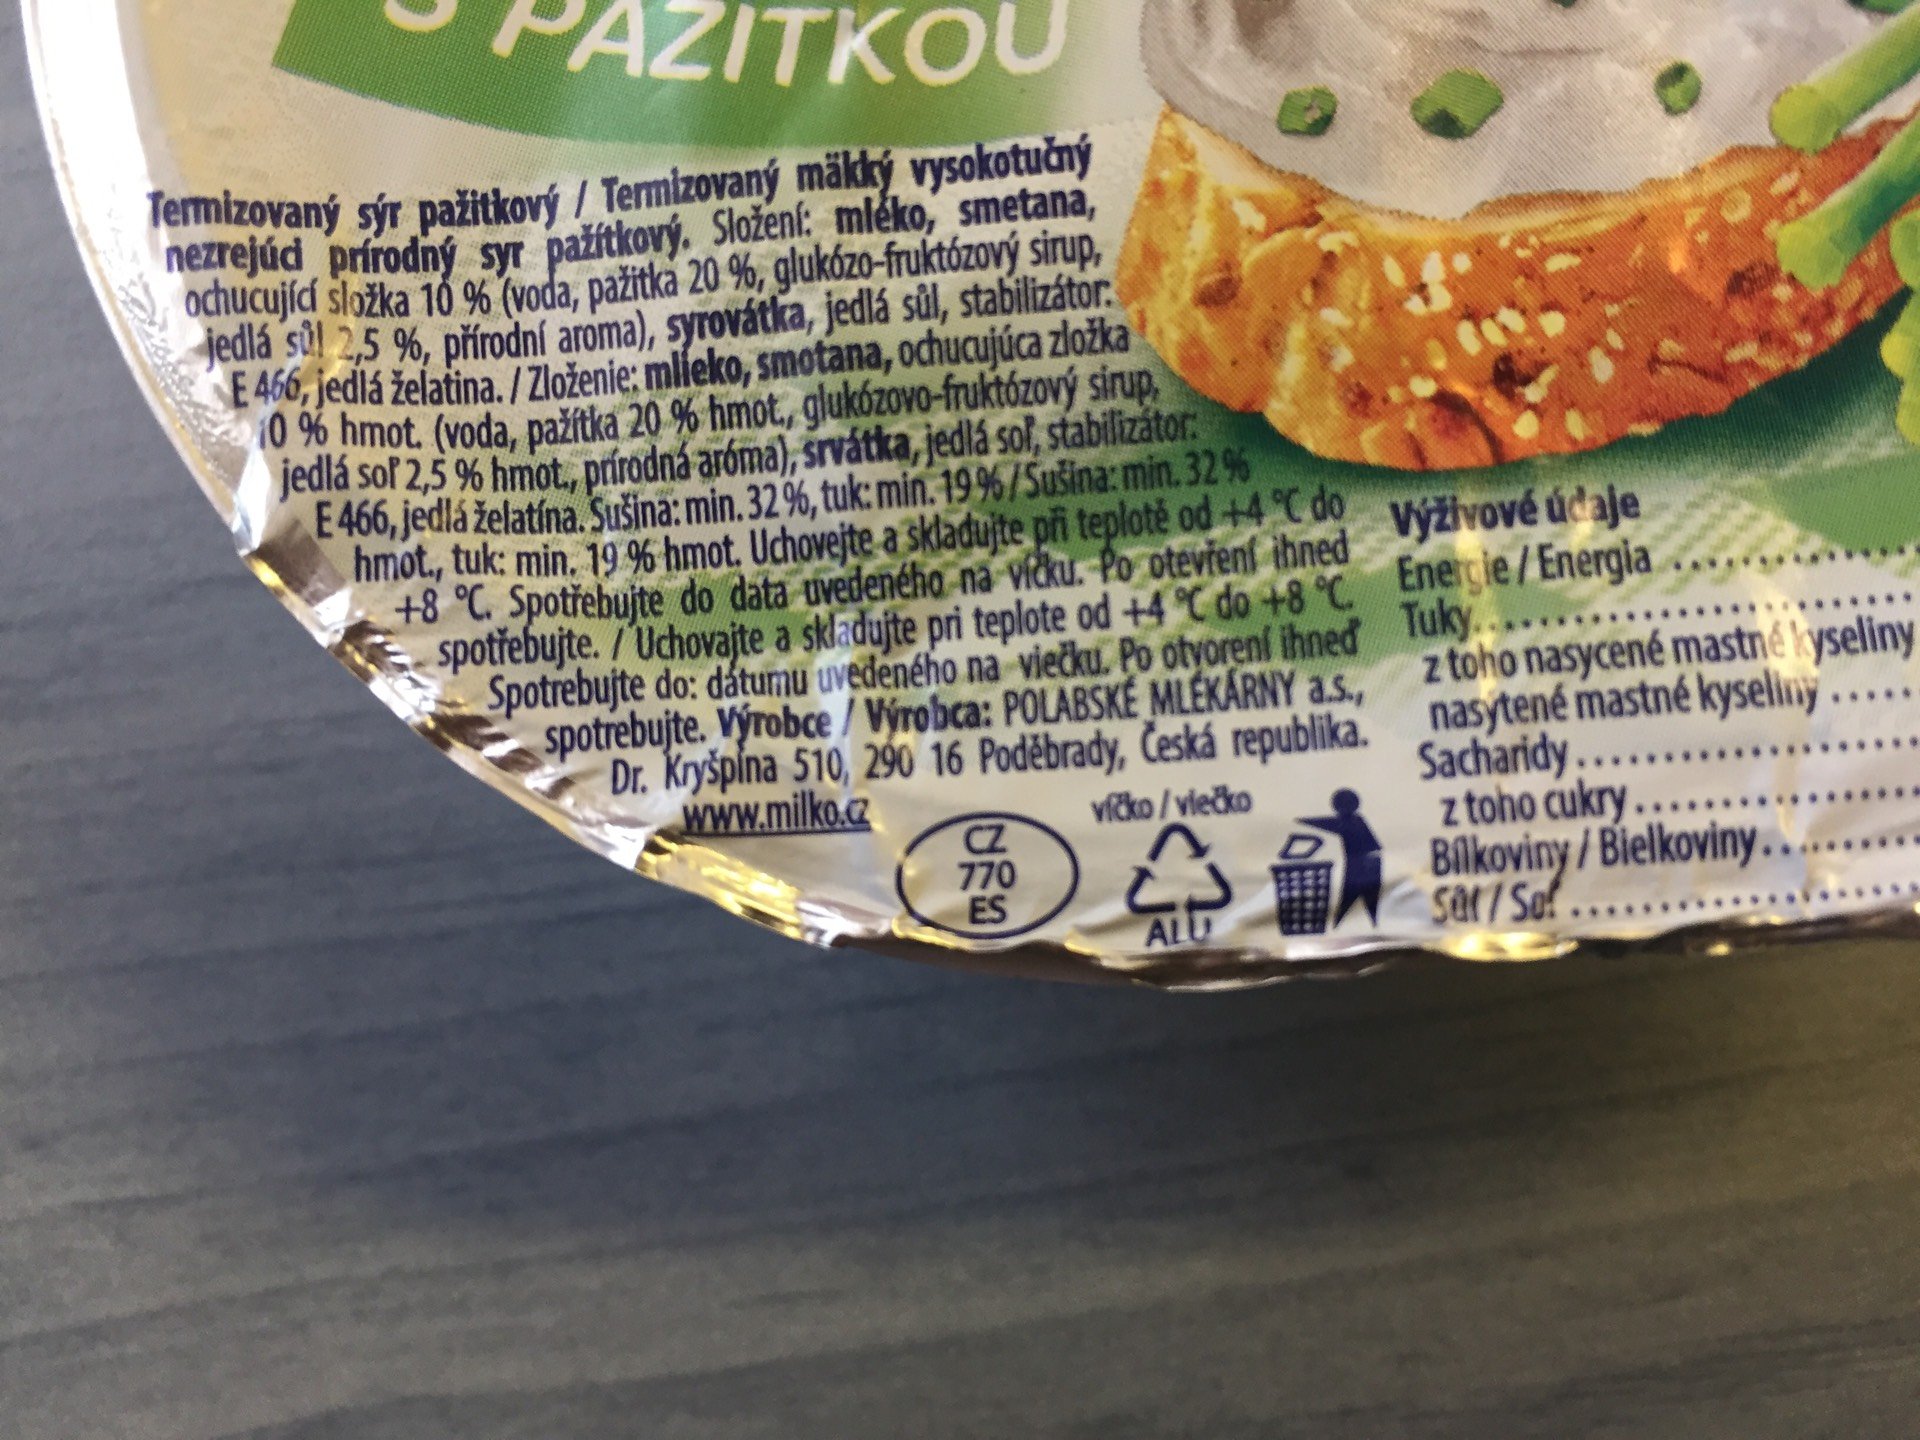 S PAŽITKOU
Termizovaný sýr pažitkový / Termizovaný mäkký vysokotučný
nezrejúci prírodný syr pažítkový. Složení: mléko, smetana,
ochucující složka 10 % (voda, pažitka 20 %, glukózo-fruktózový sirup,
jedlá sůl 2,5 %, přírodní aroma), syrovátka, jedlá sůl, stabilizátor:
E 466, jedlá želatina. / Zloženie: mlieko, smotana, ochucujúca zložka
10 % hmot. (voda, pažítka 20 % hmot., glukózovo-fruktózový sirup,
jedlá soľ 2,5 % hmot., prírodná aróma), srvátka, jedlá soľ, stabilizátor:
E 466, jedlá želatína. Sušina: min. 32 %, tuk: min. 19 % / Sušina: min. 32 %
hmot., tuk: min. 19 % hmot. Uchovejte a skladujte při teplotě od +4 °C do
+8 °C. Spotřebujte do data uvedeného na víčku. Po otevření ihned
spotřebujte. / Uchovajte a skladujte pri teplote od +4 °C do +8 °C.
Spotrebujte do: dátumu uvedeného na viečku. Po otvorení ihneď
spotrebujte. Výrobce / Výrobca: POLABSKÉ MLÉKÁRNY a.s.,
Dr. Kryšpína 510, 290 16 Poděbrady, Česká republika.
www.milko.cz
CZ
770
ES
víčko / viečko
ALU
Výživové údaje
Energie / Energia ..............
Tuky..................
z toho nasycené mastné kyseliny
nasytené mastné kyseliny .....
Sacharidy..................
z toho cukry..............
Bílkoviny / Bielkoviny..........
Sůl / Soľ..................